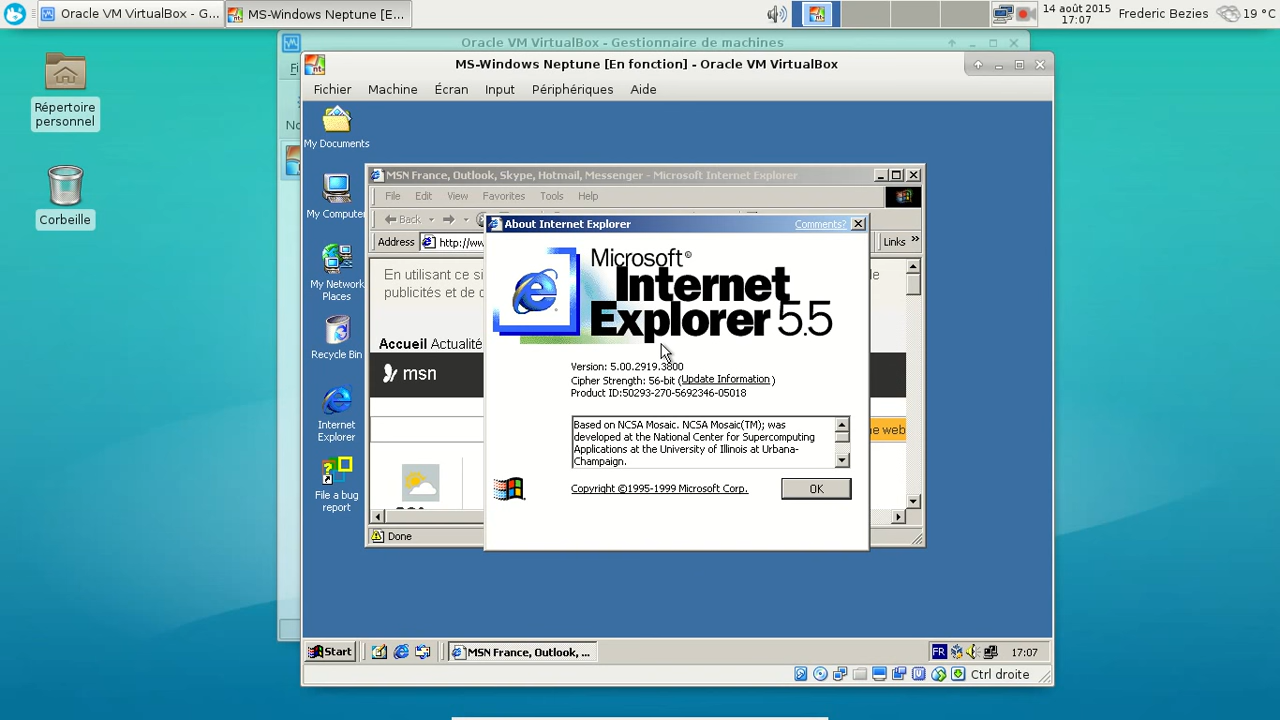 Oracle VM VirtualBox - G...
MS-Windows Neptune [E...
14 août 2015
17:07
Frederic Bezies
19 °C
Répertoire
personnel
Corbeille
Oracle VM VirtualBox - Gestionnaire de machines
MS-Windows Neptune [En fonction] - Oracle VM VirtualBox
Fichier Machine Écran Input Périphériques Aide
My Documents
My Computer
My Network
Places
Recycle Bin
Internet
Explorer
File a bug
report
MSN France, Outlook, Skype, Hotmail, Messenger - Microsoft Internet Explorer
File Edit View Favorites Tools Help
Back
Address http://ww
Links »
En utilisant ce si
publicités et de c
de
Accueil Actualité
msn
he web
About Internet Explorer
Comments?
Microsoft®
Internet
Explorer 5.5
Version: 5.00.2919.3800
Cipher Strength: 56-bit (Update Information )
Product ID:50293-270-5692346-05018
Based on NCSA Mosaic. NCSA Mosaic(TM); was
developed at the National Center for Supercomputing
Applications at the University of Illinois at Urbana-
Champaign.
Copyright ©1995-1999 Microsoft Corp.
OK
Done
Start
MSN France, Outlook, ...
FR
17:07
Ctrl droite